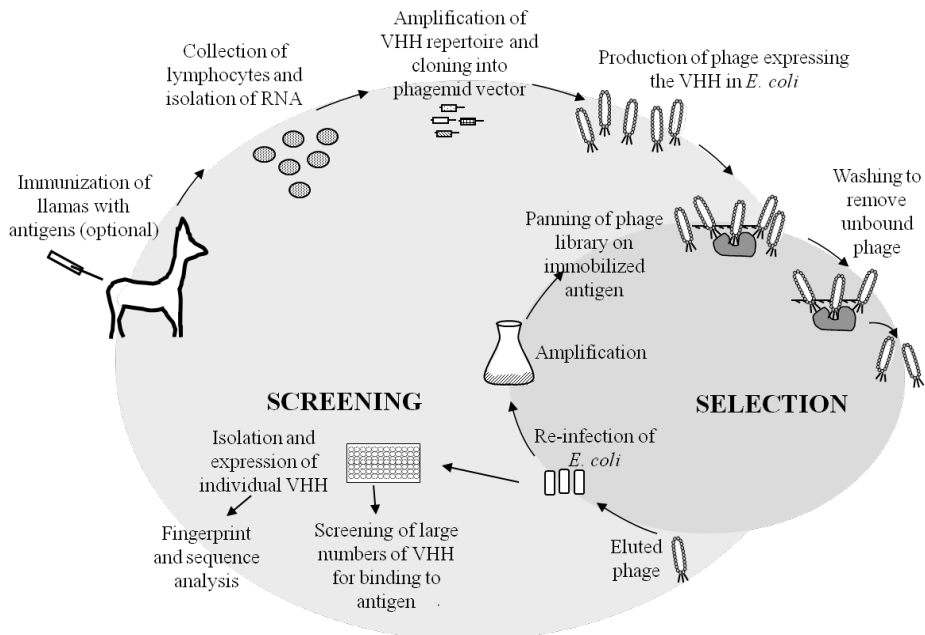 Immunization of
llamas with
antigens (optional)
Collection of
lymphocytes and
isolation of RNA
Amplification of
VHH repertoire and
cloning into
phagemid vector
Production of phage expressing
the VHH in E. coli
Washing to
remove
unbound
phage
Panning of phage
library on
immobilized
antigen
Amplification
SCREENING
SELECTION
Re-infection of
E. coli
Eluted
phage
Isolation and
expression of
individual VHH
Fingerprint
and sequence
analysis
Screening of large
numbers of VHH
for binding to
antigen